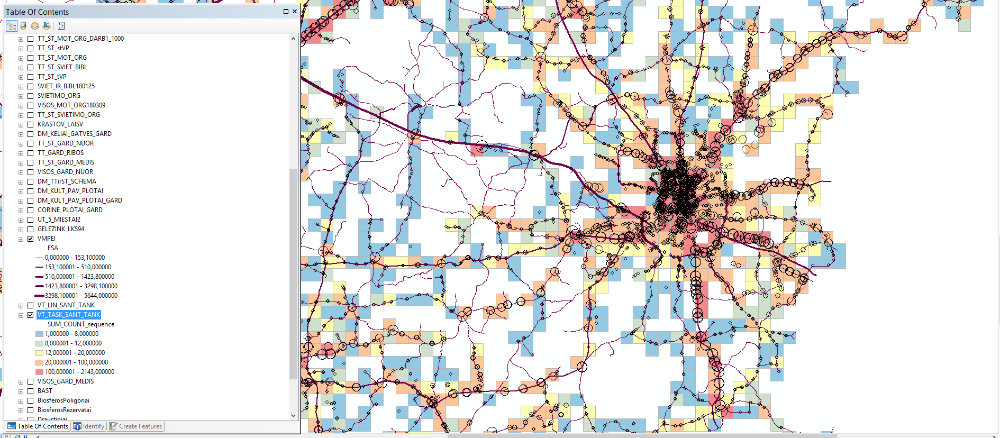 Table Of Contents
TT_ST_MOT_ORG_DARB1_1000
TT_ST_stVP
TT_ST_MOT_ORG
TT_ST_SVIET_BIBL
TT_ST_tVP
SVIET_IR_BIBL180125
SVIETIMO_ORG
VISOS_MOT_ORG180309
TT_ST_SVIETIMO_ORG
KRASTOV_LAISV
DM_KELIAI_GATVES_GARD
TT_ST_GARD_NUOR
TT_GARD_RIBOS
TT_ST_GARD_MEDIS
VISOS_GARD_NUOR
DM_TTirST_SCHEMA
DM_KULT_PAV_PLOTAI
DM_KULT_PAV_PLOTAI_GARD
CORINE_PLOTAI_GARD
UT_5_MIESTAI2
GELEZINK_LKS94
VMPEI
ESA
0,000000 - 153,100000
153,100001 - 510,000000
510,000001 - 1423,800000
1423,800001 - 3298,100000
3298,100001 - 5644,000000
VT_LIN_SANT_TANK
VT_TASK_SANT_TANK
SUM_COUNT_sequence
1,000000 - 8,000000
8,000001 - 12,000000
12,000001 - 20,000000
20,000001 - 100,000000
100,000001 - 2143,000000
VISOS_GARD_MEDIS
BAST
BiosferosPoligonai
BiosferosRezervatai
Draustiniai
Table Of Contents Identify Create Features